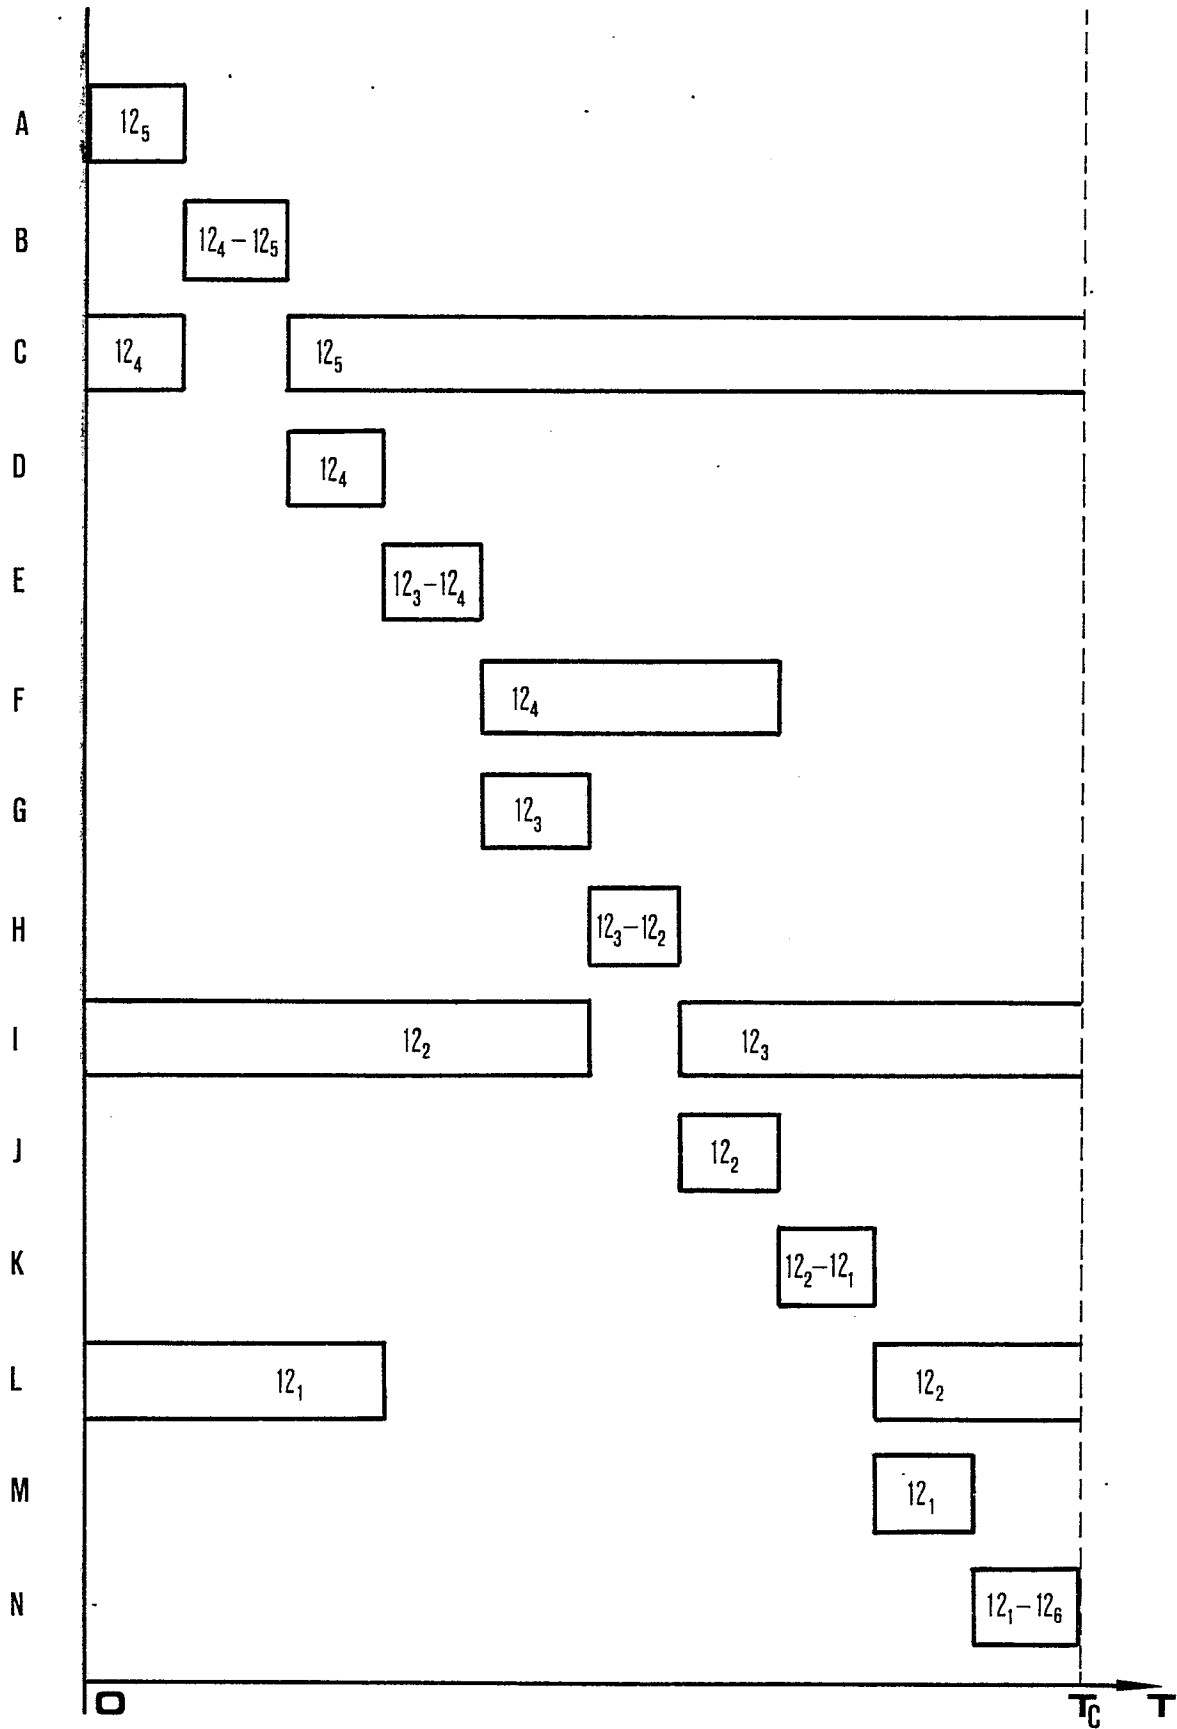 A 12₅
B 12₄–12₅
C 12₄ 12₅
D 12₄
E 12₃–12₄
F 12₄
G 12₃
H 12₃–12₂
I 12₂ 12₃
J 12₂
K 12₂–12₁
L 12₁ 12₂
M 12₁
N 12₁–12₆
O T_C T